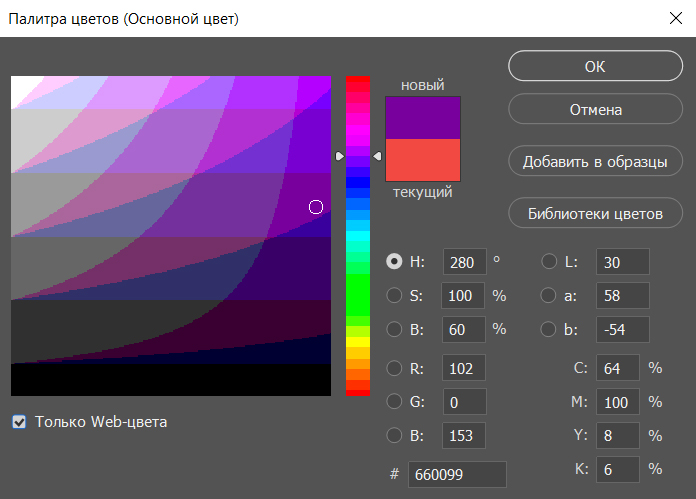 Палитра цветов (Основной цвет)
новый
текущий
OK
Отмена
Добавить в образцы
Библиотеки цветов
H: 280 °
S: 100 %
B: 60 %
R: 102
G: 0
B: 153
# 660099
L: 30
a: 58
b: -54
C: 64 %
M: 100 %
Y: 8 %
K: 6 %
Только Web-цвета